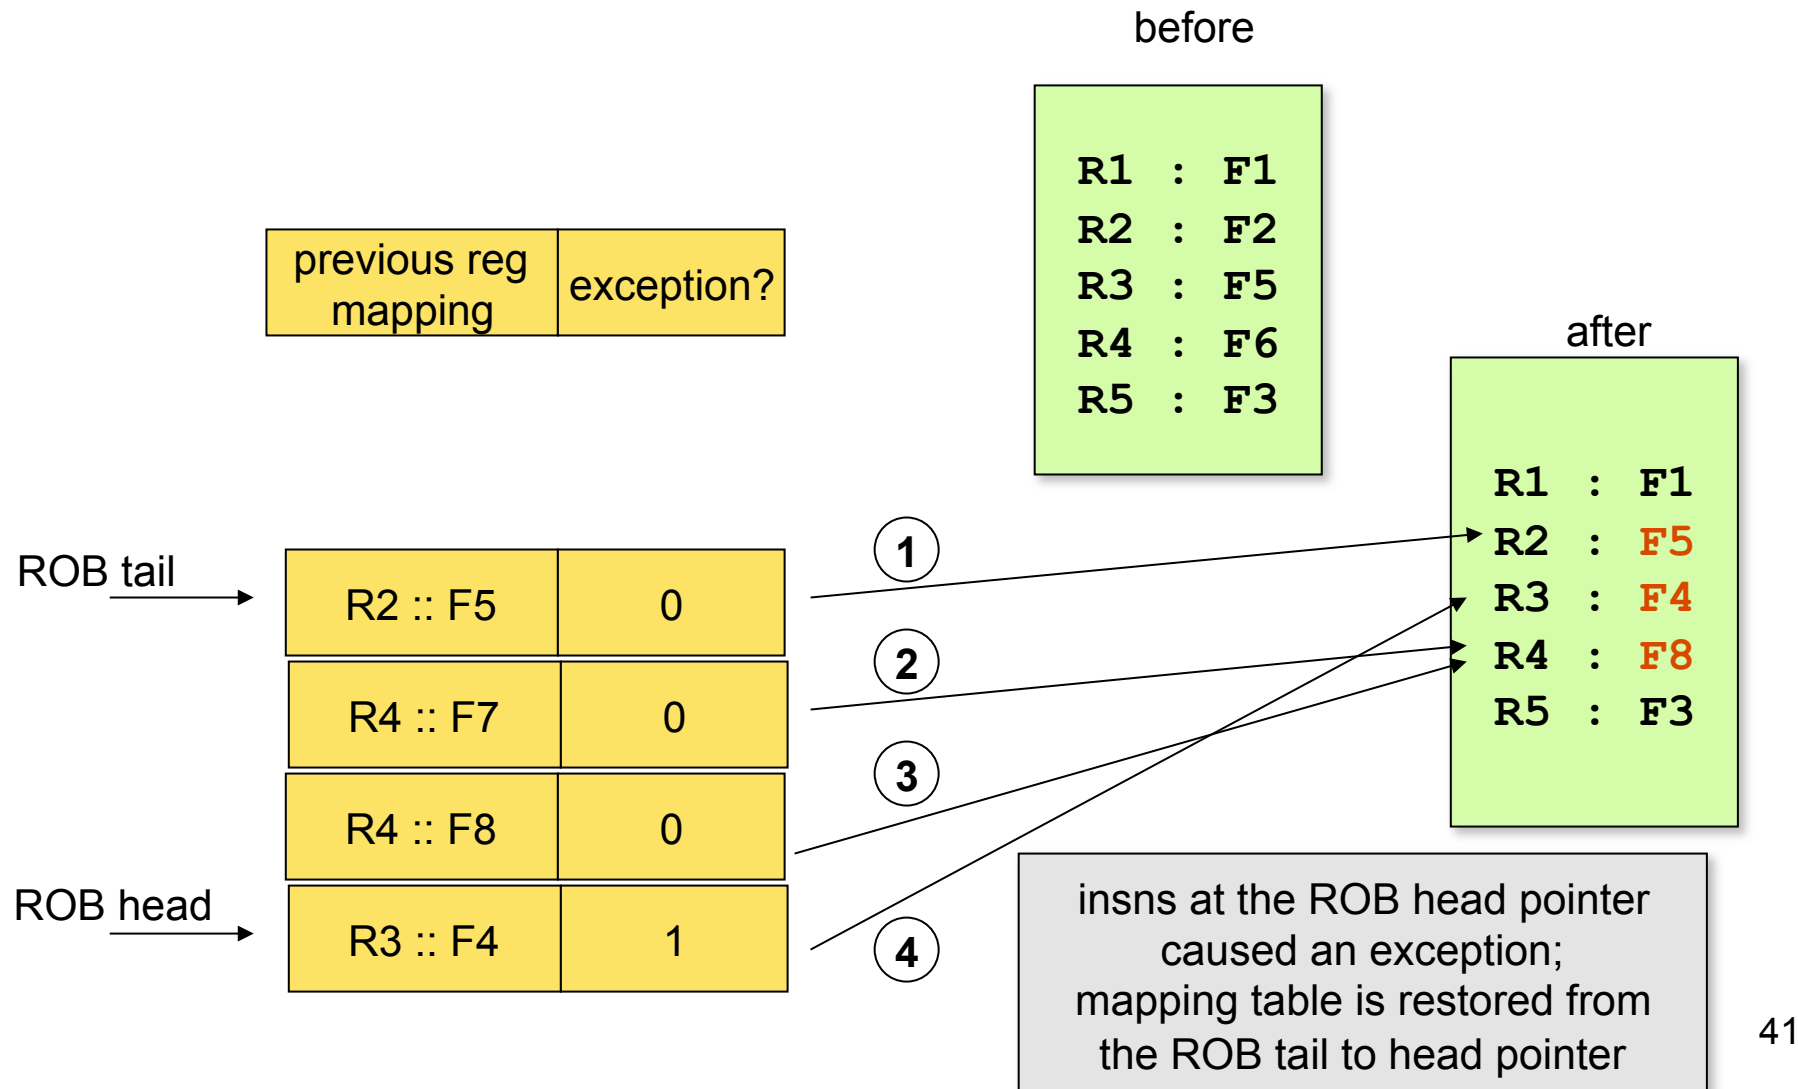 before
R1 : F1
R2 : F2
R3 : F5
R4 : F6
R5 : F3
previous reg
mapping
exception?
after
R1 : F1
R2 : F5
R3 : F4
R4 : F8
R5 : F3
ROB tail
R2 :: F5 0
1
R4 :: F7 0
2
R4 :: F8 0
3
ROB head
R3 :: F4 1
4
insns at the ROB head pointer
caused an exception;
mapping table is restored from
the ROB tail to head pointer
41